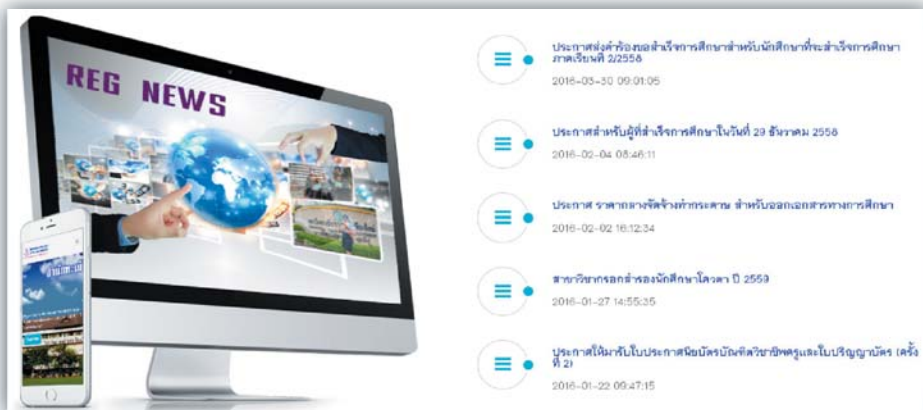 REG NEWS
ประกาศส่งคำร้องขอสำเร็จการศึกษาสำหรับนักศึกษาที่จะสำเร็จการศึกษา
ภาคเรียนที่ 2/2558
2016-03-30 09:01:05
ประกาศสำหรับผู้ที่สำเร็จการศึกษาในวันที่ 29 ธันวาคม 2558
2016-02-04 08:46:11
ประกาศ ราคากลางจัดจ้างทำกระดาษ สำหรับออกเอกสารทางการศึกษา
2016-02-02 16:12:34
สาขาวิชากรอกสำรองนักศึกษาโควตา ปี 2559
2016-01-27 14:55:35
ประกาศให้มารับใบประกาศนียบัตรบัณฑิตวิชาชีพครูและใบปริญญาบัตร (ครั้ง
ที่ 2)
2016-01-22 09:47:15